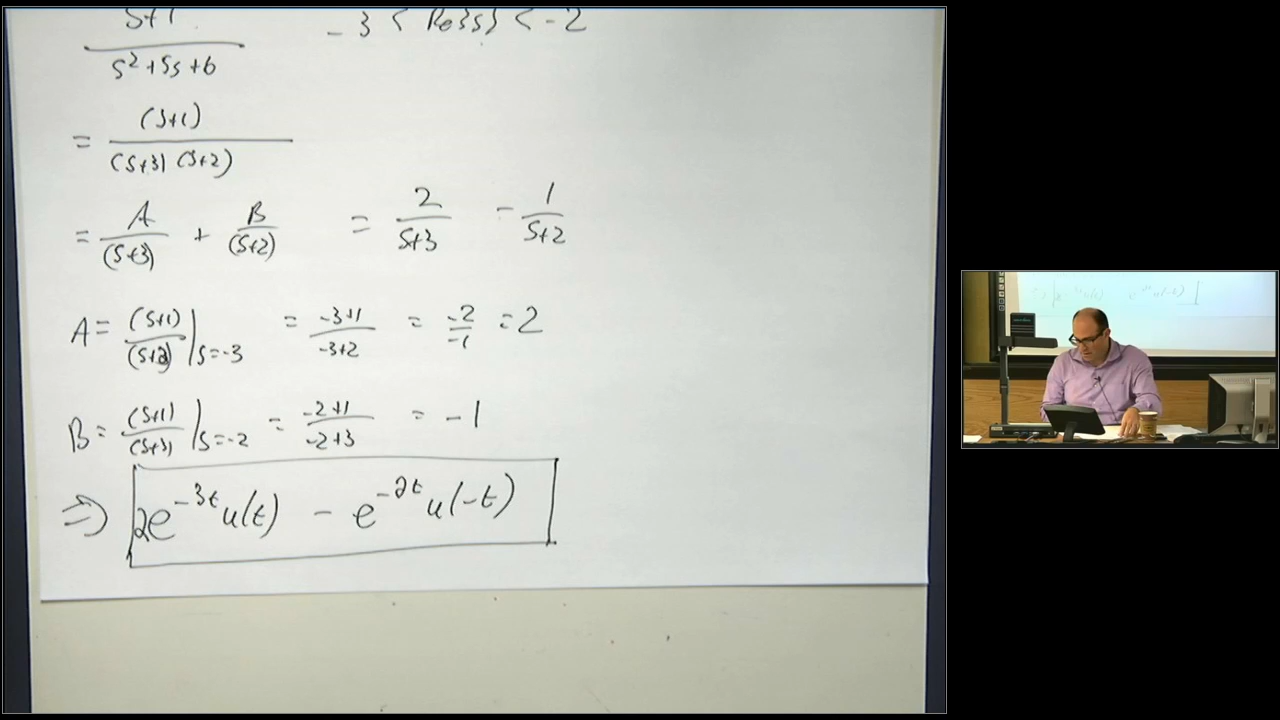 s+1 / s²+5s+6    -3 < Re{s} < -2
= (s+1) / (s+3)(s+2)
= A/(s+3) + B/(s+2) = 2/s+3 - 1/s+2
A = (s+1)/(s+2) |s=-3 = -3+1/-3+2 = -2/-1 = 2
B = (s+1)/(s+3) |s=-2 = -2+1/-2+3 = -1
⇒ 2e^-3t u(t) - e^-2t u(-t)